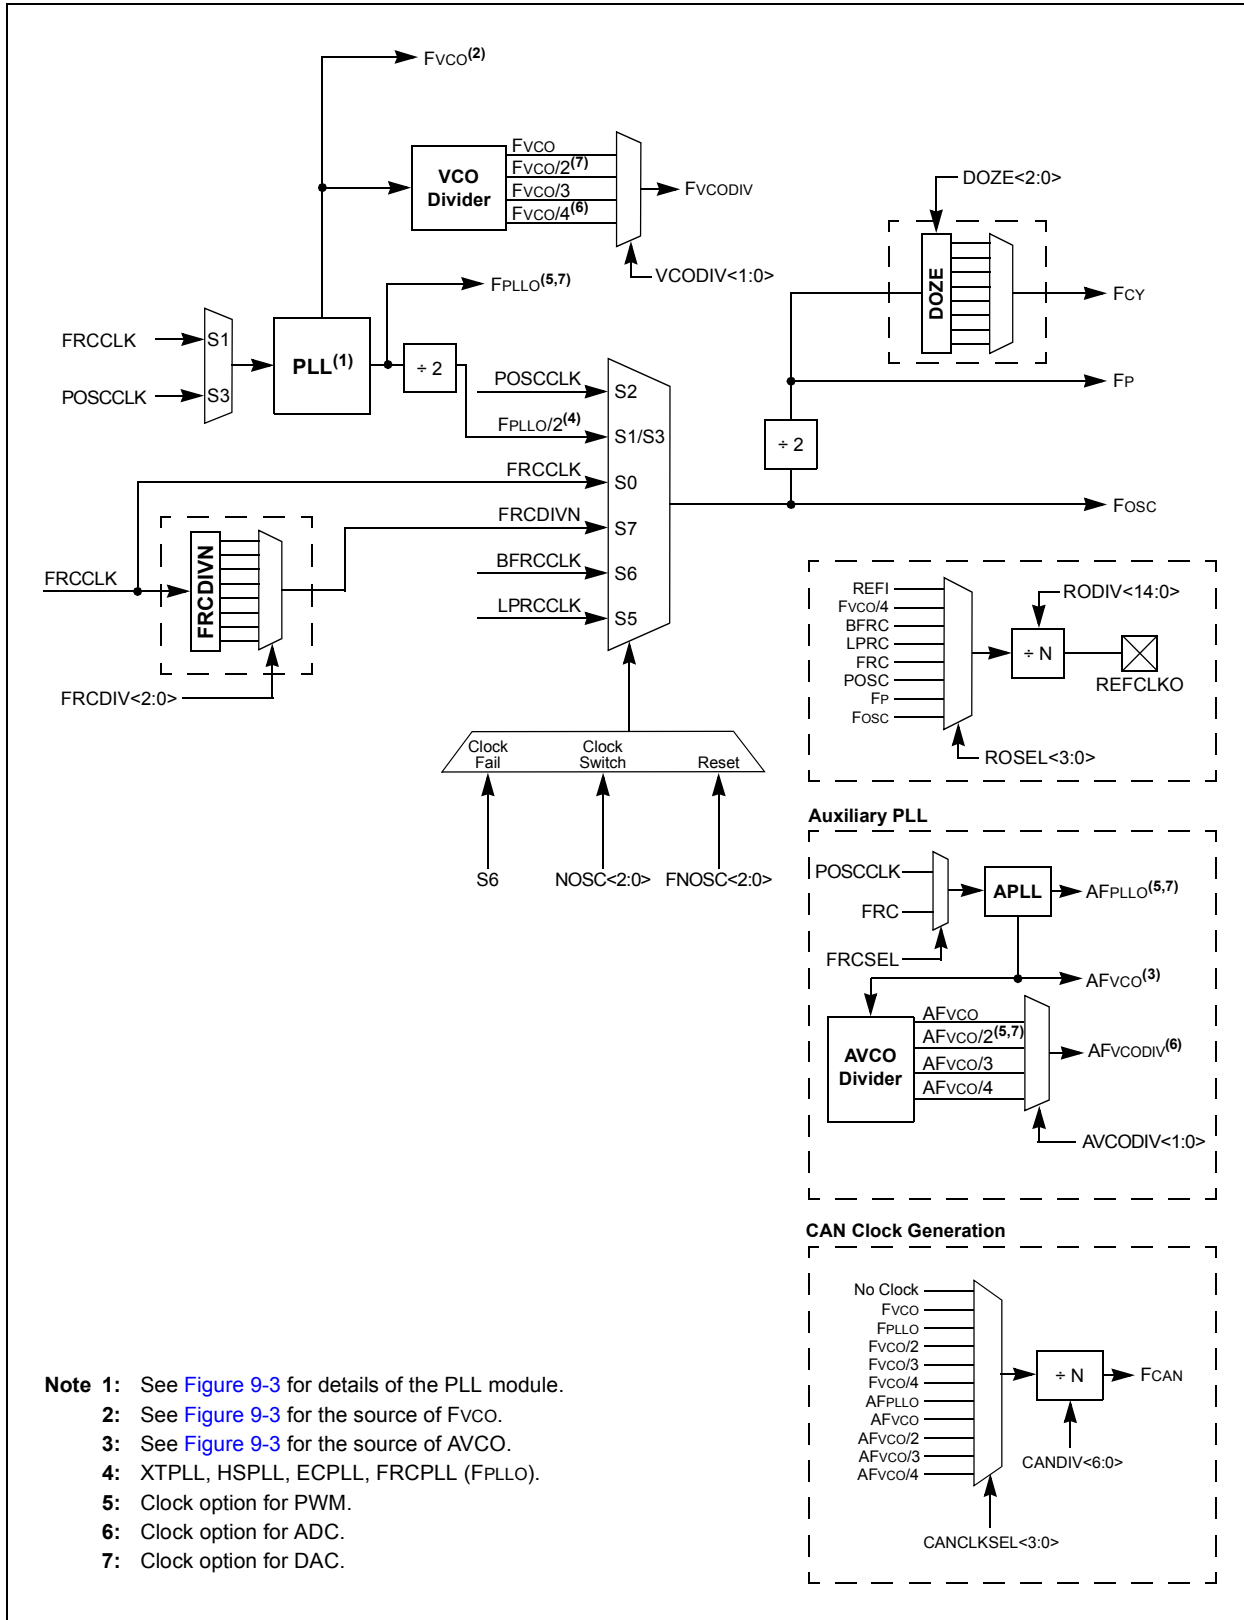 FVCO(2)
VCO
Divider
FVCO
FVCO/2(7)
FVCO/3
FVCO/4(6)
FVCODIV
VCODIV<1:0>
FPLLO(5,7)
FRCCLK
POSCCLK
S1
S3
PLL(1)
÷ 2
POSCCLK
FPLLO/2(4)
FRCCLK
FRCDIVN
BFRCCLK
LPRCCLK
S2
S1/S3
S0
S7
S6
S5
FRCCLK
FRCDIVN
FRCDIV<2:0>
Clock
Fail
Clock
Switch
Reset
S6
NOSC<2:0>
FNOSC<2:0>
DOZE<2:0>
DOZE
FCY
FP
÷ 2
FOSC
REFI
FVCO/4
BFRC
LPRC
FRC
POSC
FP
FOSC
RODIV<14:0>
÷ N
REFCLKO
ROSEL<3:0>
Auxiliary PLL
POSCCLK
FRC
FRCSEL
APLL
AFPLLO(5,7)
AFVCO(3)
AVCO
Divider
AFVCO
AFVCO/2(5,7)
AFVCO/3
AFVCO/4
AFVCODIV(6)
AVCODIV<1:0>
CAN Clock Generation
No Clock
FVCO
FPLLO
FVCO/2
FVCO/3
FVCO/4
AFPLLO
AFVCO
AFVCO/2
AFVCO/3
AFVCO/4
÷ N
FCAN
CANDIV<6:0>
CANCLKSEL<3:0>
Note 1: See Figure 9-3 for details of the PLL module.
2: See Figure 9-3 for the source of FVCO.
3: See Figure 9-3 for the source of AVCO.
4: XTPLL, HSPLL, ECPLL, FRCPLL (FPLLO).
5: Clock option for PWM.
6: Clock option for ADC.
7: Clock option for DAC.